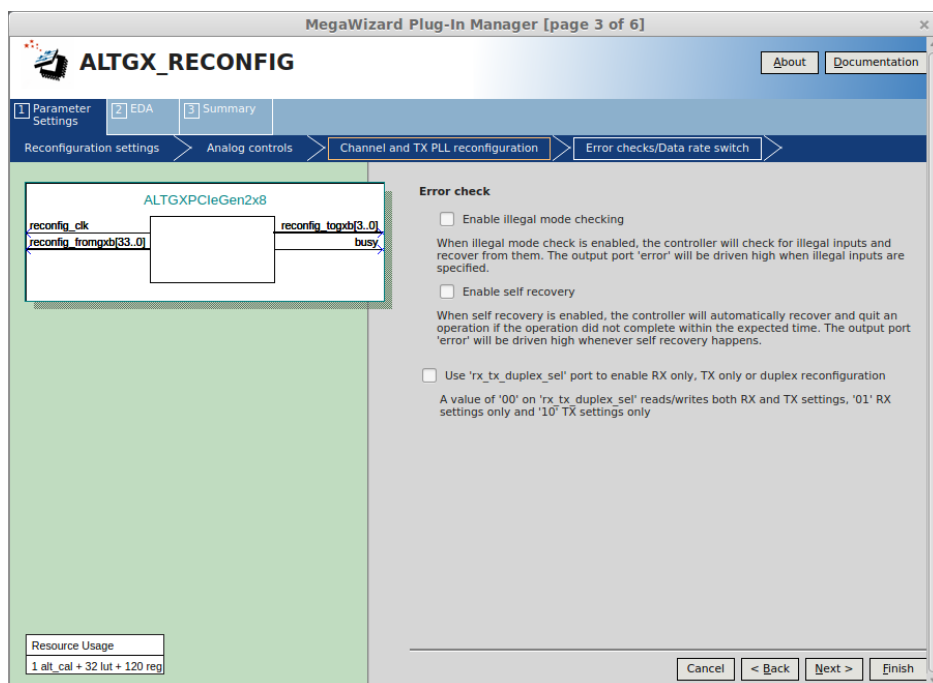 MegaWizard Plug-In Manager [page 3 of 6]
ALTGX_RECONFIG
About
Documentation
1 Parameter Settings
2 EDA
3 Summary
Reconfiguration settings
Analog controls
Channel and TX PLL reconfiguration
Error checks/Data rate switch
ALTGXPCIeGen2x8
reconfig_clk
reconfig_togxb[3..0]
reconfig_fromgxb[33..0]
busy
Resource Usage
1 alt_cal + 32 lut + 120 reg
Error check
Enable illegal mode checking
When illegal mode check is enabled, the controller will check for illegal inputs and
recover from them. The output port 'error' will be driven high when illegal inputs are
specified.
Enable self recovery
When self recovery is enabled, the controller will automatically recover and quit an
operation if the operation did not complete within the expected time. The output port
'error' will be driven high whenever self recovery happens.
Use 'rx_tx_duplex_sel' port to enable RX only, TX only or duplex reconfiguration
A value of '00' on 'rx_tx_duplex_sel' reads/writes both RX and TX settings, '01' RX
settings only and '10' TX settings only
Cancel
< Back
Next >
Finish